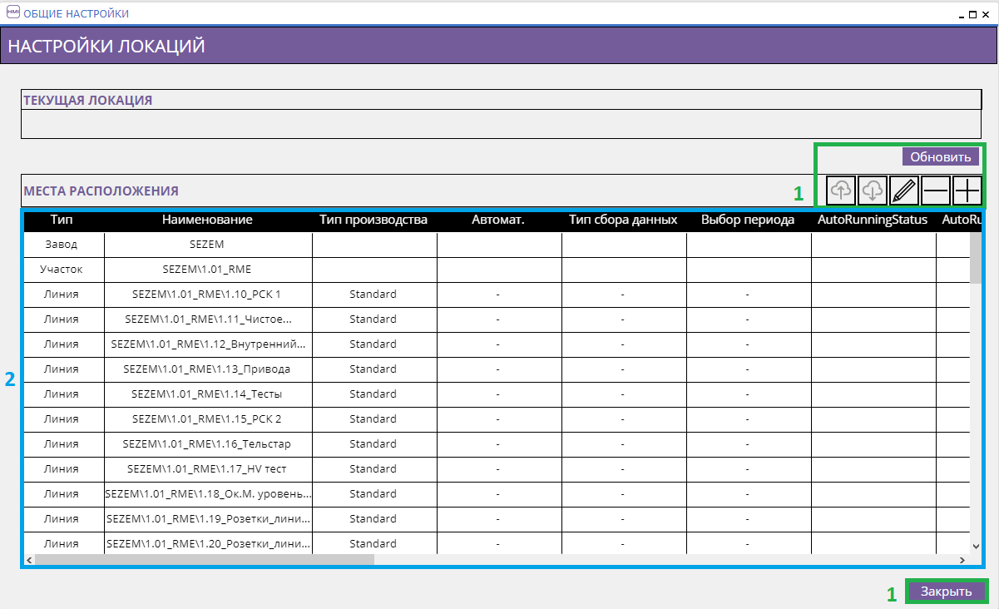 HMI ОБЩИЕ НАСТРОЙКИ
НАСТРОЙКИ ЛОКАЦИЙ
ТЕКУЩАЯ ЛОКАЦИЯ
Обновить
МЕСТА РАСПОЛОЖЕНИЯ 1
Тип Наименование Тип производства Автомат. Тип сбора данных Выбор периода AutoRunningStatus AutoRu
Завод SEZEM
Участок SEZEM\1.01_RME
Линия SEZEM\1.01_RME\1.10_РСК 1 Standard - - -
Линия SEZEM\1.01_RME\1.11_Чистое... Standard - - -
Линия SEZEM\1.01_RME\1.12_Внутренний... Standard - - -
Линия SEZEM\1.01_RME\1.13_Привода Standard - - -
2 Линия SEZEM\1.01_RME\1.14_Тесты Standard - - -
Линия SEZEM\1.01_RME\1.15_РСК 2 Standard - - -
Линия SEZEM\1.01_RME\1.16_Тельстар Standard - - -
Линия SEZEM\1.01_RME\1.17_HV тест Standard - - -
Линия SEZEM\1.01_RME\1.18_Ок.М. уровень... Standard - - -
Линия SEZEM\1.01_RME\1.19_Розетки_лини... Standard - - -
Линия SEZEM\1.01_RME\1.20_Розетки_лини... Standard - - -
1 Закрыть